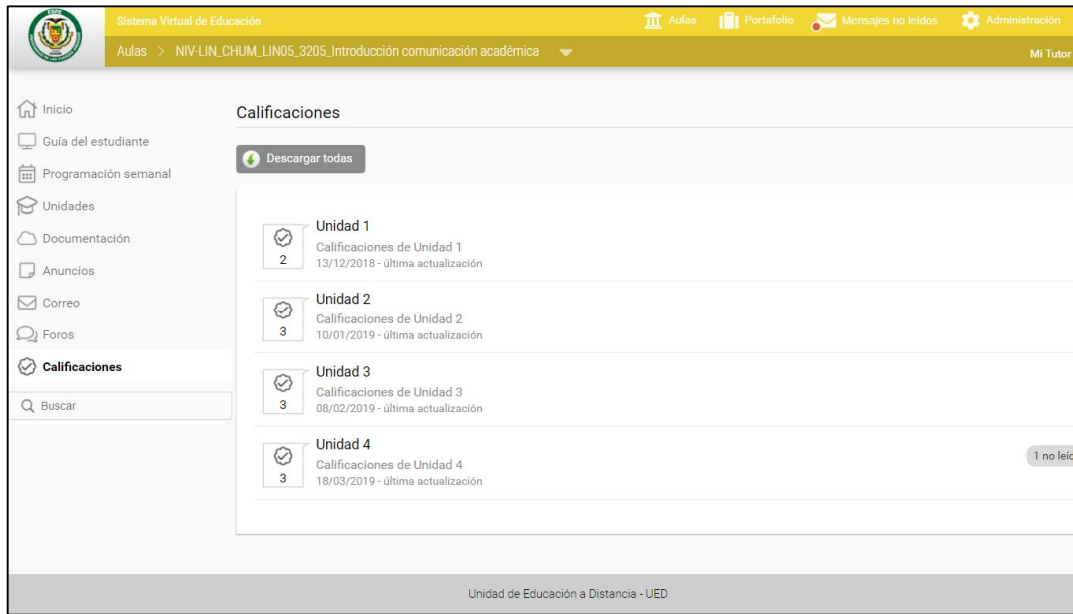 Sistema Virtual de Educación
Aulas
Portafolio
Mensajes no leídos
Administración
Aulas > NIV-LIN_CHUM_LIN05_3205_Introducción comunicación académica
Mi Tutor
Inicio
Guía del estudiante
Programación semanal
Unidades
Documentación
Anuncios
Correo
Foros
Calificaciones
Buscar
Calificaciones
Descargar todas
2
Unidad 1
Calificaciones de Unidad 1
13/12/2018 - última actualización
3
Unidad 2
Calificaciones de Unidad 2
10/01/2019 - última actualización
3
Unidad 3
Calificaciones de Unidad 3
08/02/2019 - última actualización
3
Unidad 4
Calificaciones de Unidad 4
18/03/2019 - última actualización
1 no leíd
Unidad de Educación a Distancia - UED